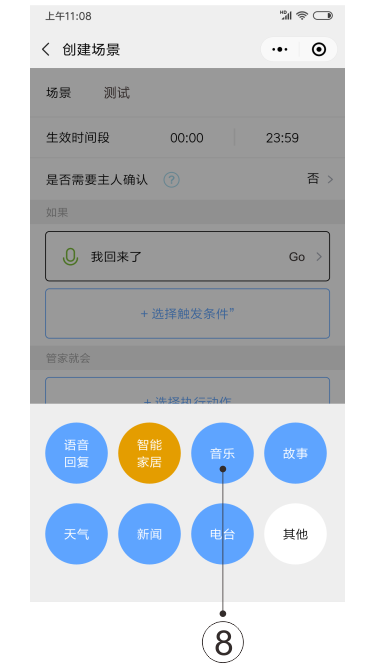 上午11:08
HD
创建场景
场景 测试
生效时间段 00:00 23:59
是否需要主人确认 ? 否
如果
我回来了 Go
+ 选择触发条件”
管家就会
+ 选择执行动作
语音
回复
智能
家居
音乐
故事
天气
新闻
电台
其他
8